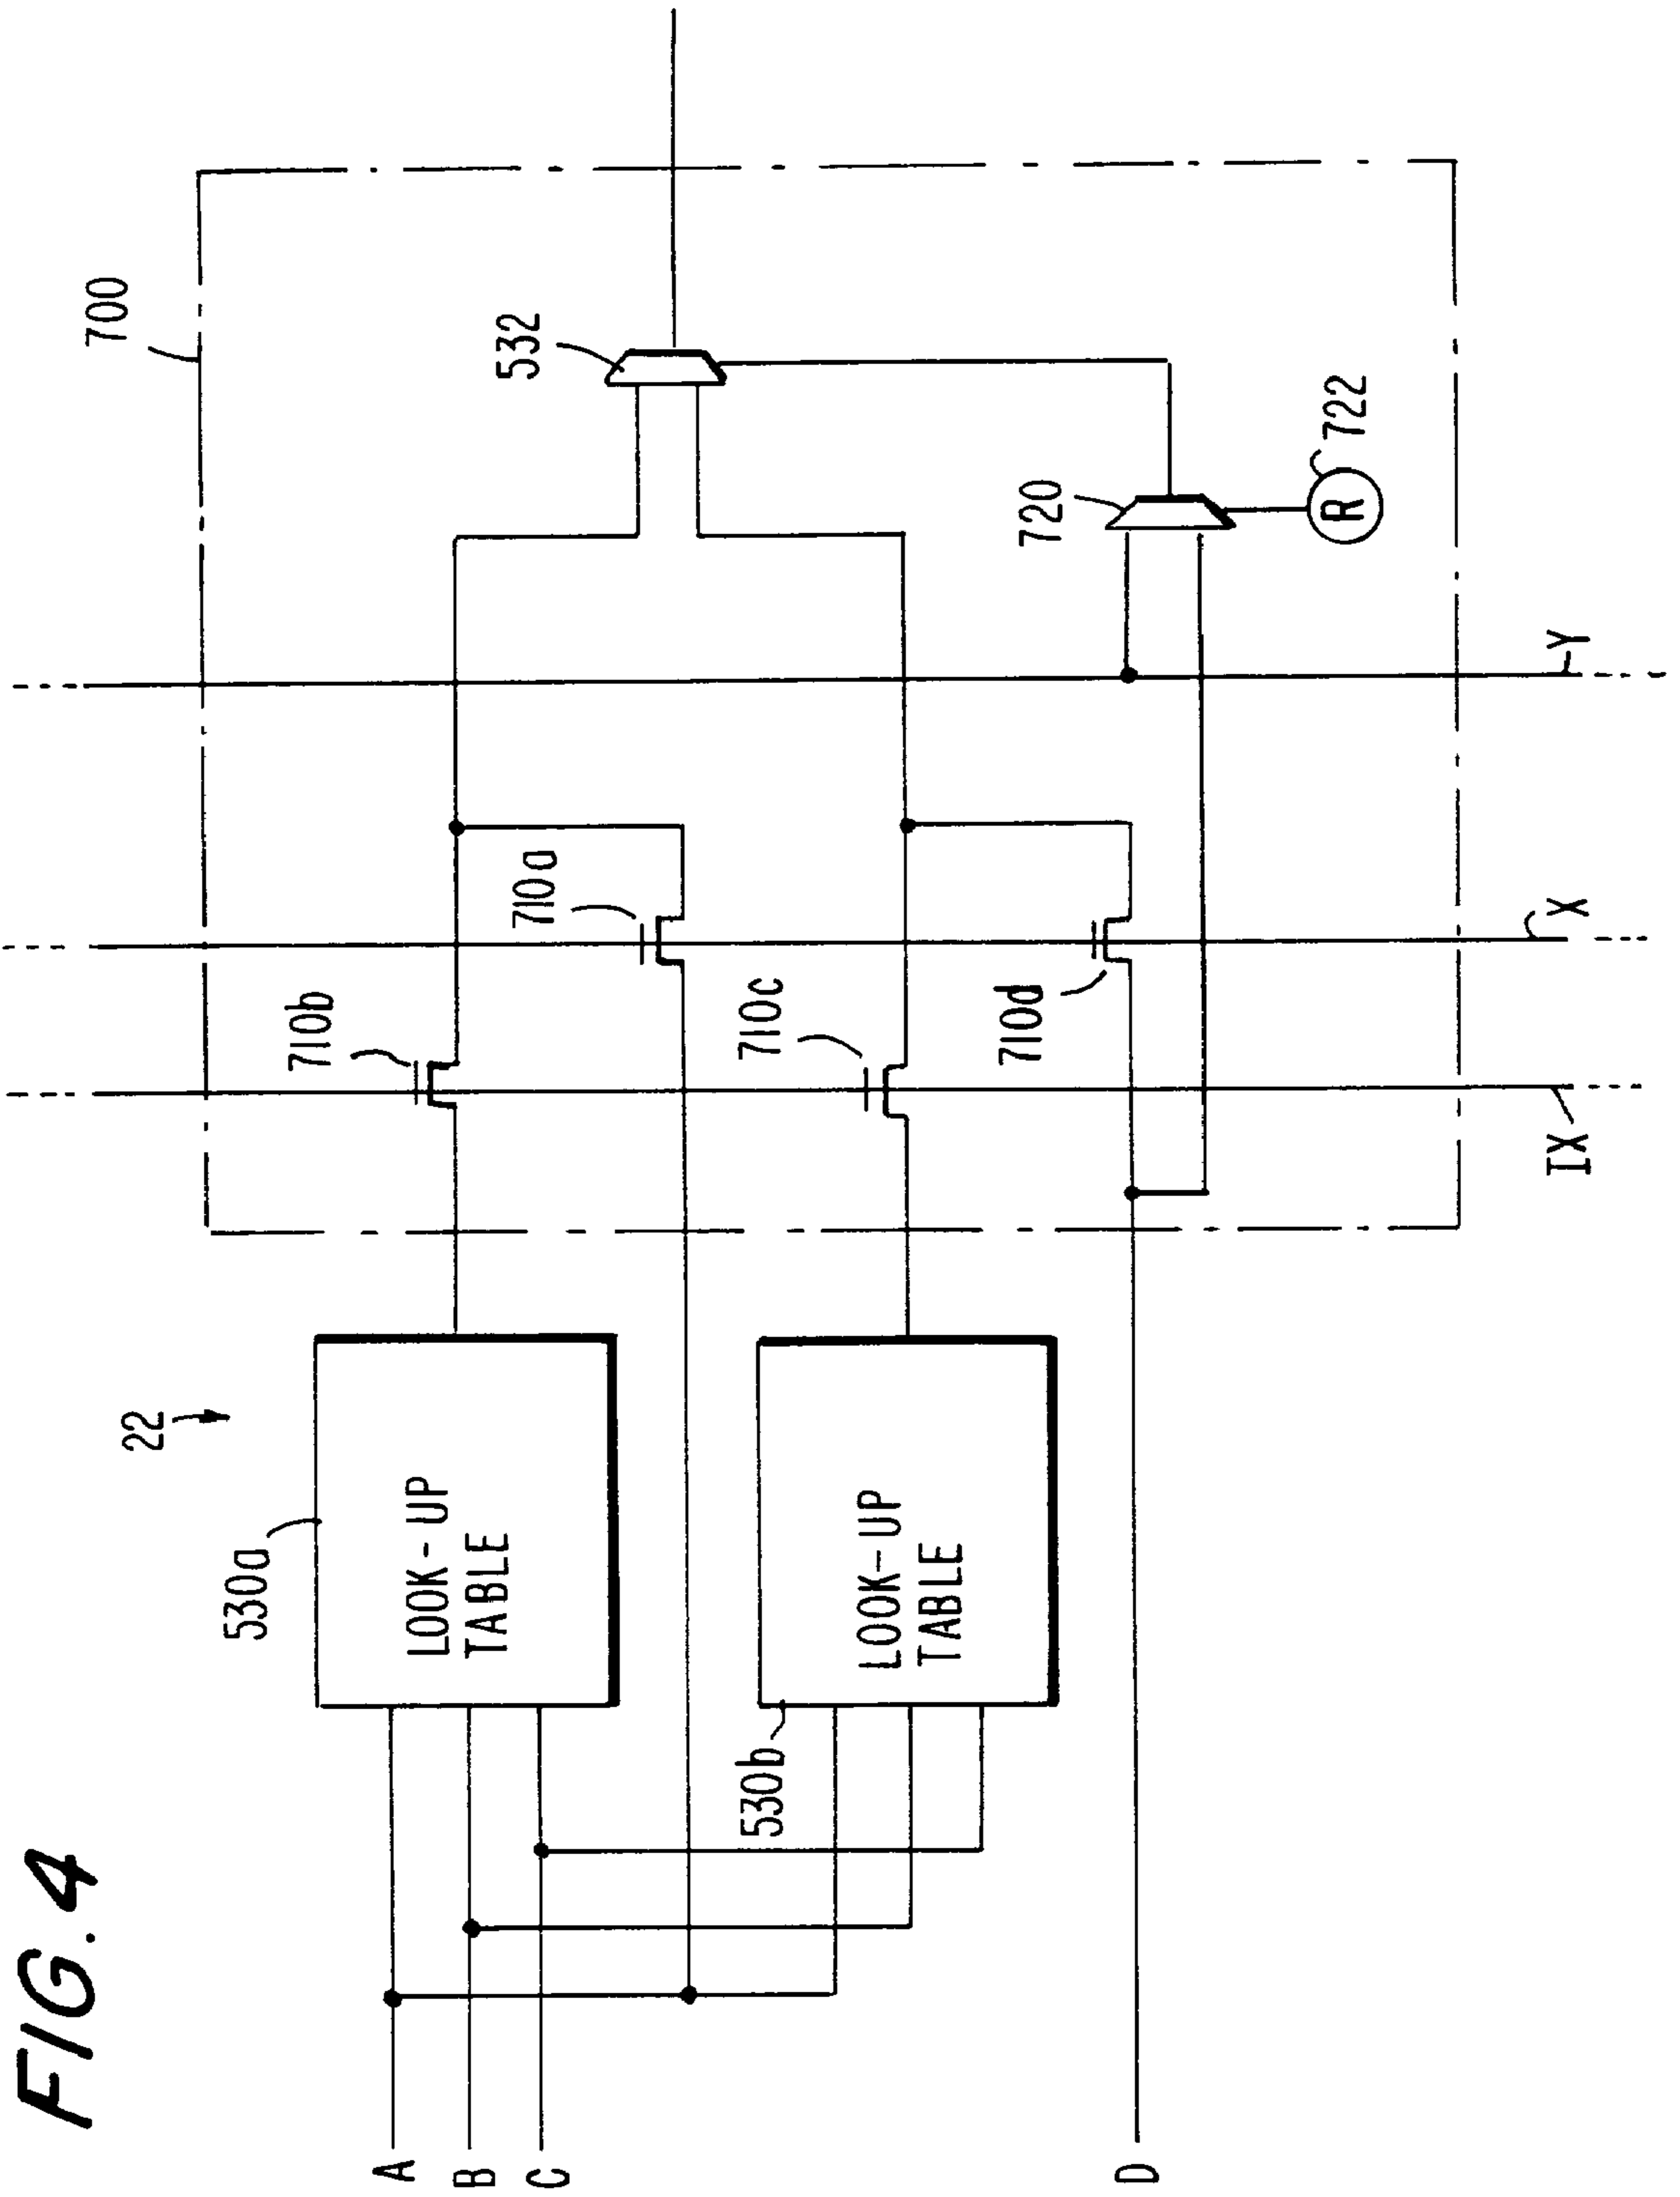 FIG. 4
700
532
720
R
722
710b
710a
710c
710d
IX
X
Y
22
530a
LOOK-UP
TABLE
530b
LOOK-UP
TABLE
A
B
C
D